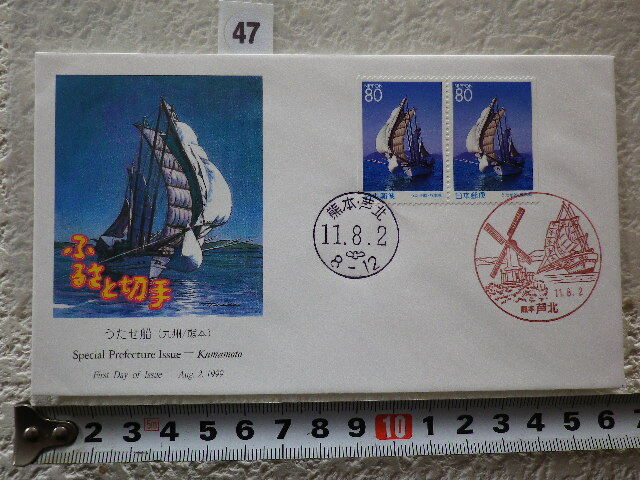 47
NIPPON
80
NIPPON
80
日本郵便
ふるさと切手
熊本・芦北
11.8.2
8-12
11.8.2
熊本 芦北
うたせ船（九州/熊本）
Special Prefecture Issue — Kumamoto
First Day of Issue Aug. 2, 1999
2 3 5 6 7 8 9 10 1 2 3 4 5